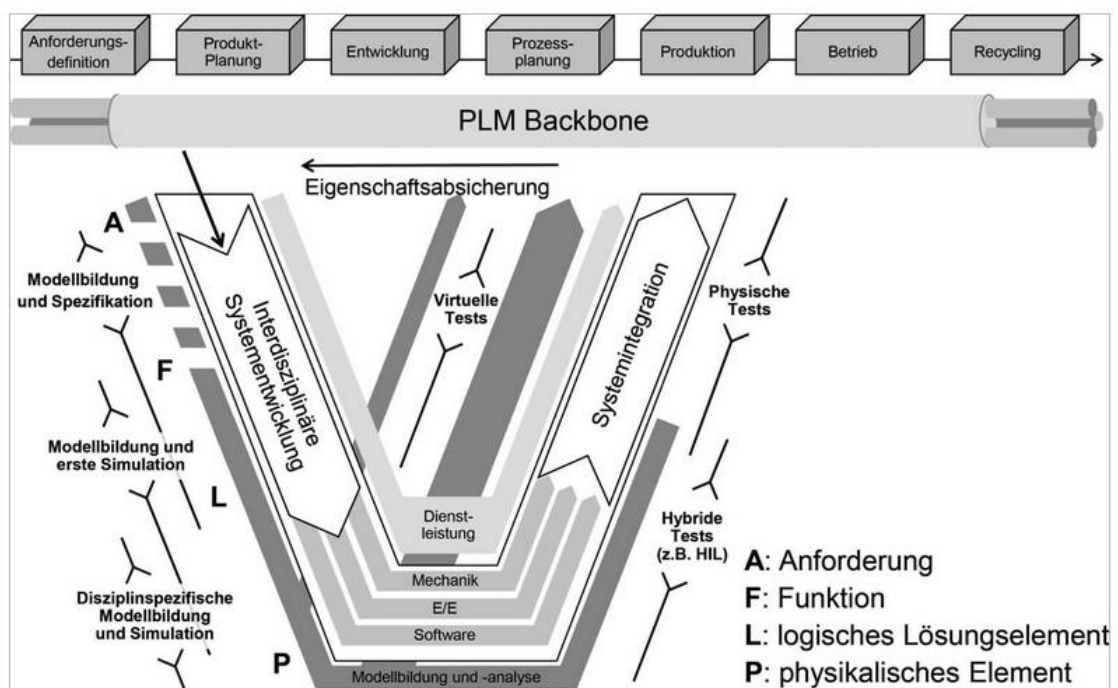 Anforderungs-
definition
Produkt-
Planung
Entwicklung
Prozess-
planung
Produktion
Betrieb
Recycling
PLM Backbone
Eigenschaftsabsicherung
A
Modellbildung
und Spezifikation
F
Modellbildung und
erste Simulation
L
Disziplinspezifische
Modellbildung
und Simulation
P
Interdisziplinäre
Systementwicklung
Virtuelle
Tests
Systemintegration
Physische
Tests
Hybride
Tests
(z.B. HIL)
Dienst-
leistung
Mechanik
E/E
Software
Modellbildung und -analyse
A: Anforderung
F: Funktion
L: logisches Lösungselement
P: physikalisches Element